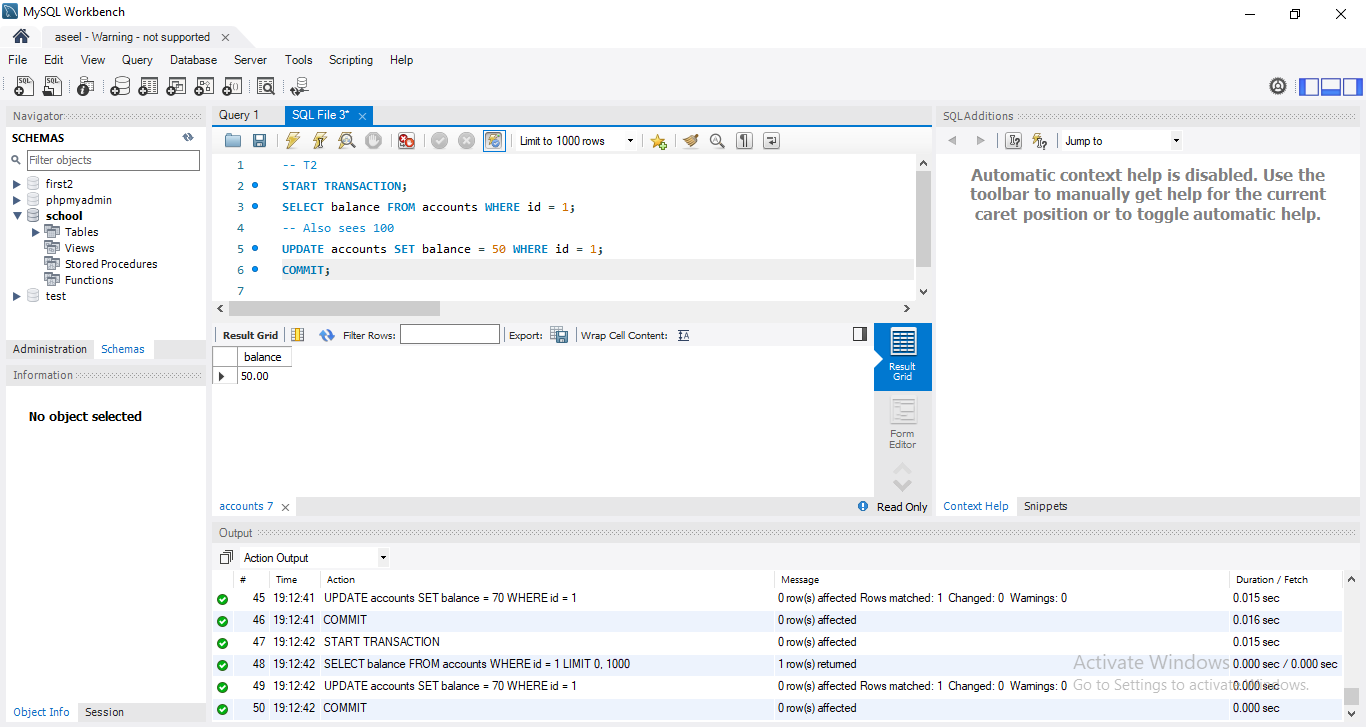 MySQL Workbench
aseel - Warning - not supported
File Edit View Query Database Server Tools Scripting Help
Navigator
SCHEMAS
Filter objects
first2
phpmyadmin
school
Tables
Views
Stored Procedures
Functions
test
Administration Schemas
Information
No object selected
Object Info Session
Query 1 SQL File 3*
Limit to 1000 rows
1 -- T2
2 START TRANSACTION;
3 SELECT balance FROM accounts WHERE id = 1;
4 -- Also sees 100
5 UPDATE accounts SET balance = 50 WHERE id = 1;
6 COMMIT;
7
Result Grid Filter Rows: Export: Wrap Cell Content:
balance
50.00
Result
Grid
Form
Editor
accounts 7 Read Only
SQLAdditions
Jump to
Automatic context help is disabled. Use the
toolbar to manually get help for the current
caret position or to toggle automatic help.
Context Help Snippets
Output
Action Output
# Time Action Message Duration / Fetch
45 19:12:41 UPDATE accounts SET balance = 70 WHERE id = 1 0 row(s) affected Rows matched: 1 Changed: 0 Warnings: 0 0.015 sec
46 19:12:41 COMMIT 0 row(s) affected 0.016 sec
47 19:12:42 START TRANSACTION 0 row(s) affected 0.015 sec
48 19:12:42 SELECT balance FROM accounts WHERE id = 1 LIMIT 0, 1000 1 row(s) returned 0.000 sec / 0.000 sec
49 19:12:42 UPDATE accounts SET balance = 70 WHERE id = 1 0 row(s) affected Rows matched: 1 Changed: 0 Warnings: 0 0.000 sec
50 19:12:42 COMMIT 0 row(s) affected 0.000 sec
Activate Windows
Go to Settings to activate Windows.